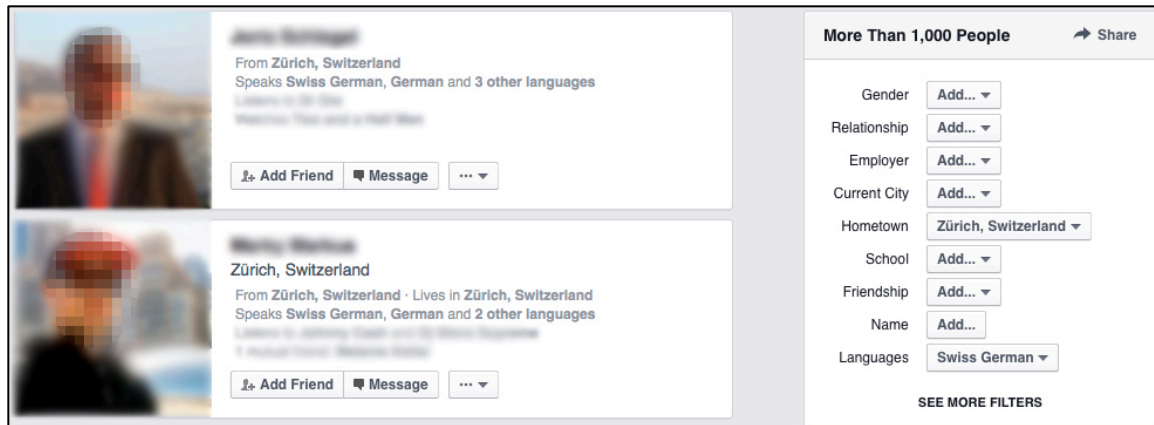 From Zürich, Switzerland
Speaks Swiss German, German and 3 other languages
Add Friend
Message
...
Zürich, Switzerland
From Zürich, Switzerland · Lives in Zürich, Switzerland
Speaks Swiss German, German and 2 other languages
Add Friend
Message
...
More Than 1,000 People
Share
Gender Add...
Relationship Add...
Employer Add...
Current City Add...
Hometown Zürich, Switzerland
School Add...
Friendship Add...
Name Add...
Languages Swiss German
SEE MORE FILTERS